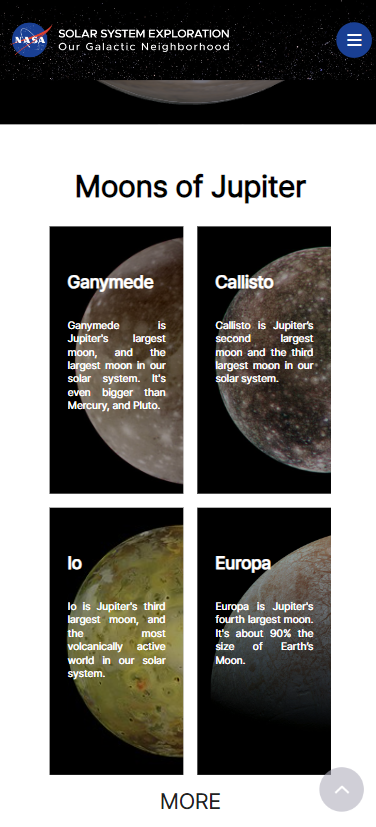 NASA
SOLAR SYSTEM EXPLORATION
Our Galactic Neighborhood
Moons of Jupiter
Ganymede
Ganymede is
Jupiter's largest
moon, and the
largest moon in our
solar system. It's
even bigger than
Mercury, and Pluto.
Callisto
Callisto is Jupiter's
second largest
moon and the third
largest moon in our
solar system.
Io
Io is Jupiter's third
largest moon, and
the most
volcanically active
world in our solar
system.
Europa
Europa is Jupiter's
fourth largest moon.
It's about 90% the
size of Earth's
Moon.
MORE